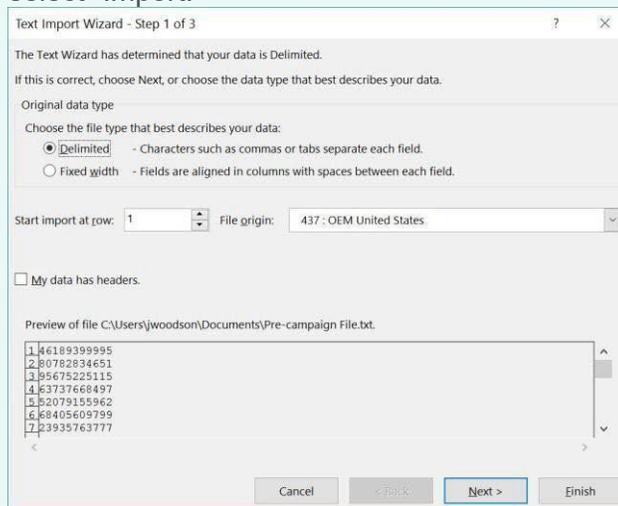 Text Import Wizard - Step 1 of 3 ? ×
The Text Wizard has determined that your data is Delimited.
If this is correct, choose Next, or choose the data type that best describes your data.
Original data type
Choose the file type that best describes your data:
Delimited - Characters such as commas or tabs separate each field.
Fixed width - Fields are aligned in columns with spaces between each field.
Start import at row: 1 File origin: 437 : OEM United States
My data has headers.
Preview of file C:\Users\jwoodson\Documents\Pre-campaign File.txt.
1 46189399995
2 80782834651
3 95675225115
4 63737668497
5 52079155962
6 68405609799
7 23935763777
Cancel < Back Next > Finish